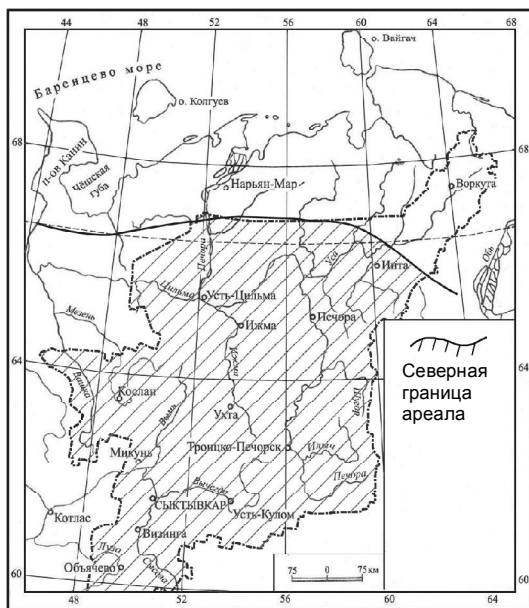 44 48 52 56 60 64 68
о. Вайгач
Баренцево море
о. Колгуев
68
68
п-ов Канин
Чёшская
губа
Нарьян-Мар
Воркута
Печора
Уса
Обь
Инта
Цильма
Усть-Цильма
Мезень
Ижма
Печора
Ижма
64
64
Вашка
Кослан
Вымь
Щугор
Северная
граница
ареала
Ухта
Троицко-Печорск
Илыч
Микунь
Печора
Вычегда
СЫКТЫВКАР
Усть-Кулом
Котлас
Визинга
Луза
Объячево
Сысола
75 0 75 км
60
60
48 52 56 60